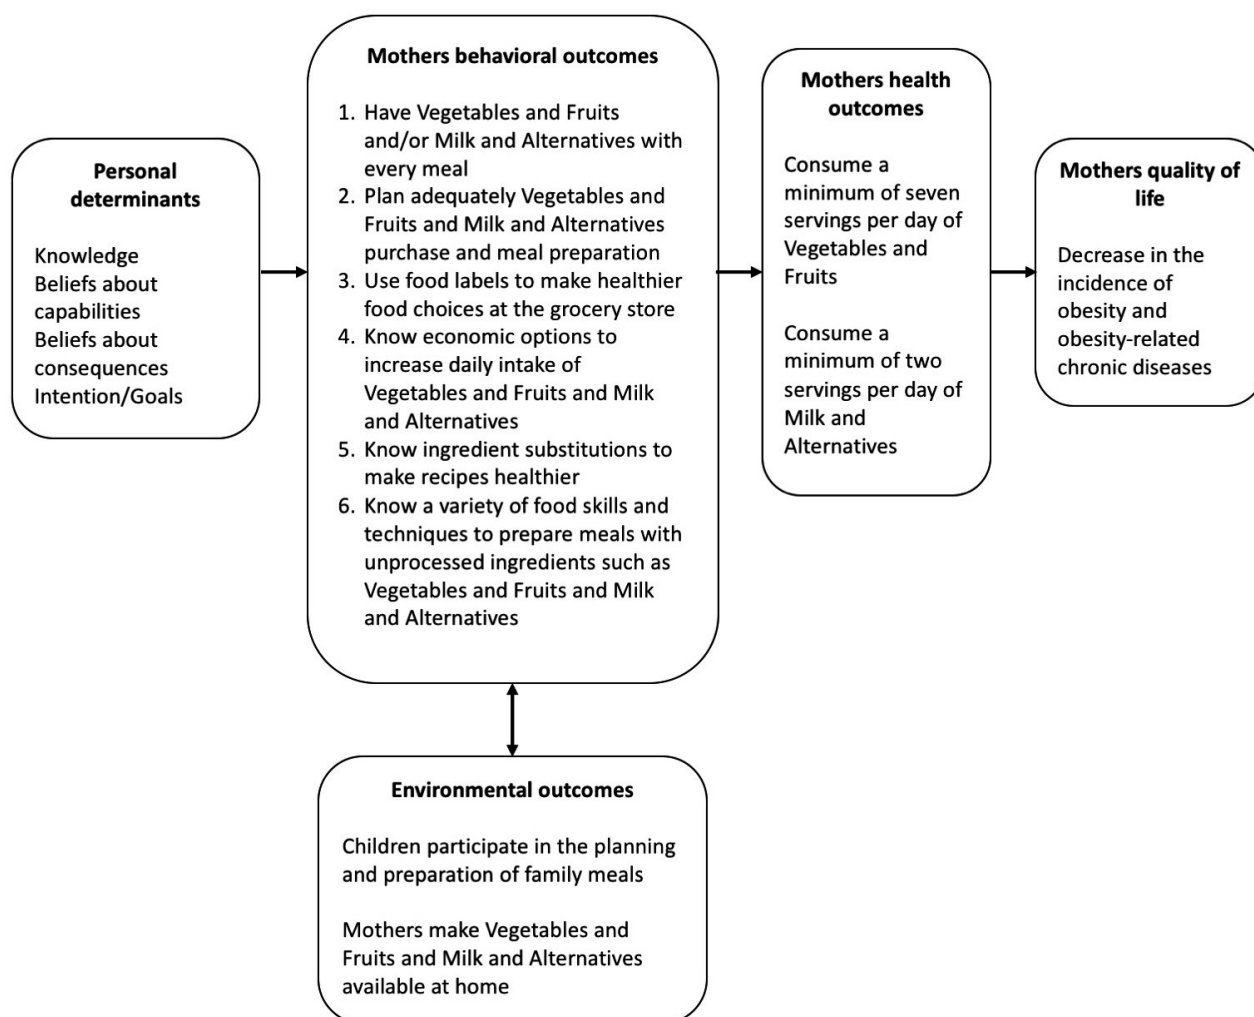 Personal
determinants
Knowledge
Beliefs about
capabilities
Beliefs about
consequences
Intention/Goals
Mothers behavioral outcomes
1. Have Vegetables and Fruits
and/or Milk and Alternatives with
every meal
2. Plan adequately Vegetables and
Fruits and Milk and Alternatives
purchase and meal preparation
3. Use food labels to make healthier
food choices at the grocery store
4. Know economic options to
increase daily intake of
Vegetables and Fruits and Milk
and Alternatives
5. Know ingredient substitutions to
make recipes healthier
6. Know a variety of food skills and
techniques to prepare meals with
unprocessed ingredients such as
Vegetables and Fruits and Milk
and Alternatives
Mothers health
outcomes
Consume a
minimum of seven
servings per day of
Vegetables and
Fruits
Consume a
minimum of two
servings per day of
Milk and
Alternatives
Mothers quality of
life
Decrease in the
incidence of
obesity and
obesity-related
chronic diseases
Environmental outcomes
Children participate in the planning
and preparation of family meals
Mothers make Vegetables and
Fruits and Milk and Alternatives
available at home